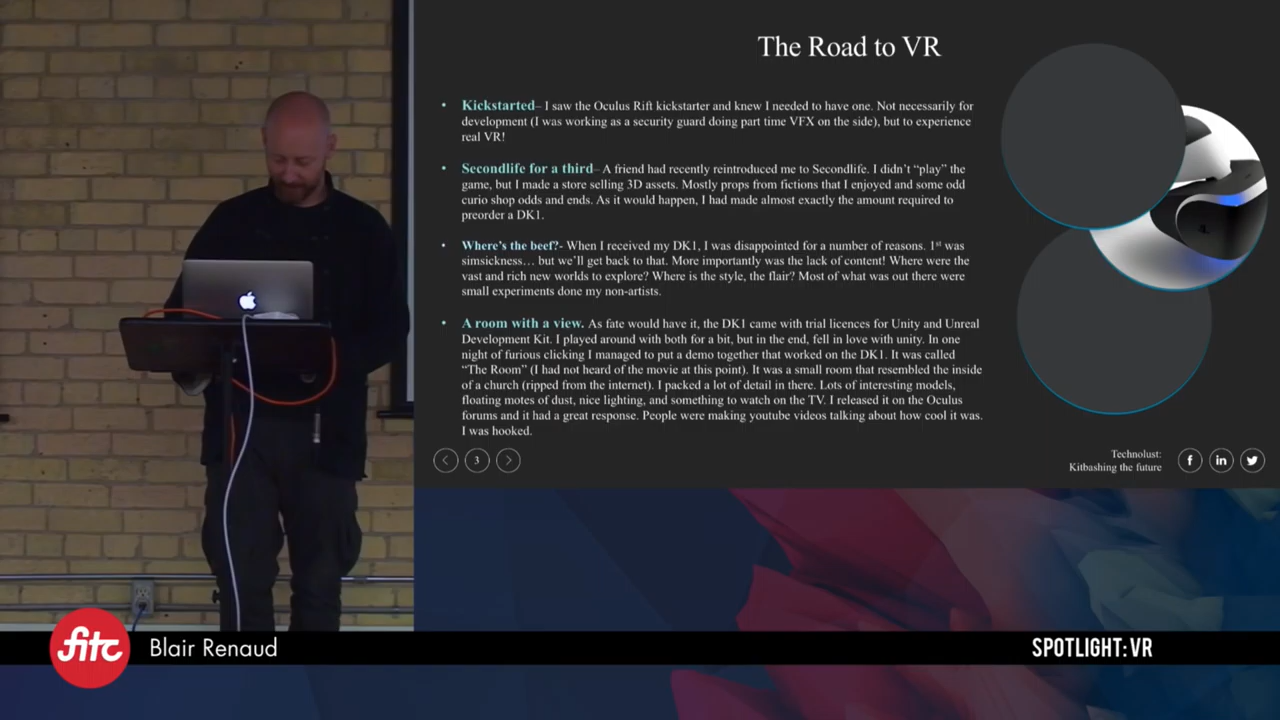 The Road to VR
• Kickstarted– I saw the Oculus Rift kickstarter and knew I needed to have one. Not necessarily for
development (I was working as a security guard doing part time VFX on the side), but to experience
real VR!
• Secondlife for a third– A friend had recently reintroduced me to Secondlife. I didn’t “play” the
game, but I made a store selling 3D assets. Mostly props from fictions that I enjoyed and some odd
curio shop odds and ends. As it would happen, I had made almost exactly the amount required to
preorder a DK1.
• Where’s the beef?- When I received my DK1, I was disappointed for a number of reasons. 1st was
simsickness… but we’ll get back to that. More importantly was the lack of content! Where were the
vast and rich new worlds to explore? Where is the style, the flair? Most of what was out there were
small experiments done my non-artists.
• A room with a view. As fate would have it, the DK1 came with trial licences for Unity and Unreal
Development Kit. I played around with both for a bit, but in the end, fell in love with unity. In one
night of furious clicking I managed to put a demo together that worked on the DK1. It was called
“The Room” (I had not heard of the movie at this point). It was a small room that resembled the inside
of a church (ripped from the internet). I packed a lot of detail in there. Lots of interesting models,
floating motes of dust, nice lighting, and something to watch on the TV. I released it on the Oculus
forums and it had a great response. People were making youtube videos talking about how cool it was.
I was hooked.
3
Technolust:
Kitbashing the future
f in
fitc
Blair Renaud
SPOTLIGHT: VR